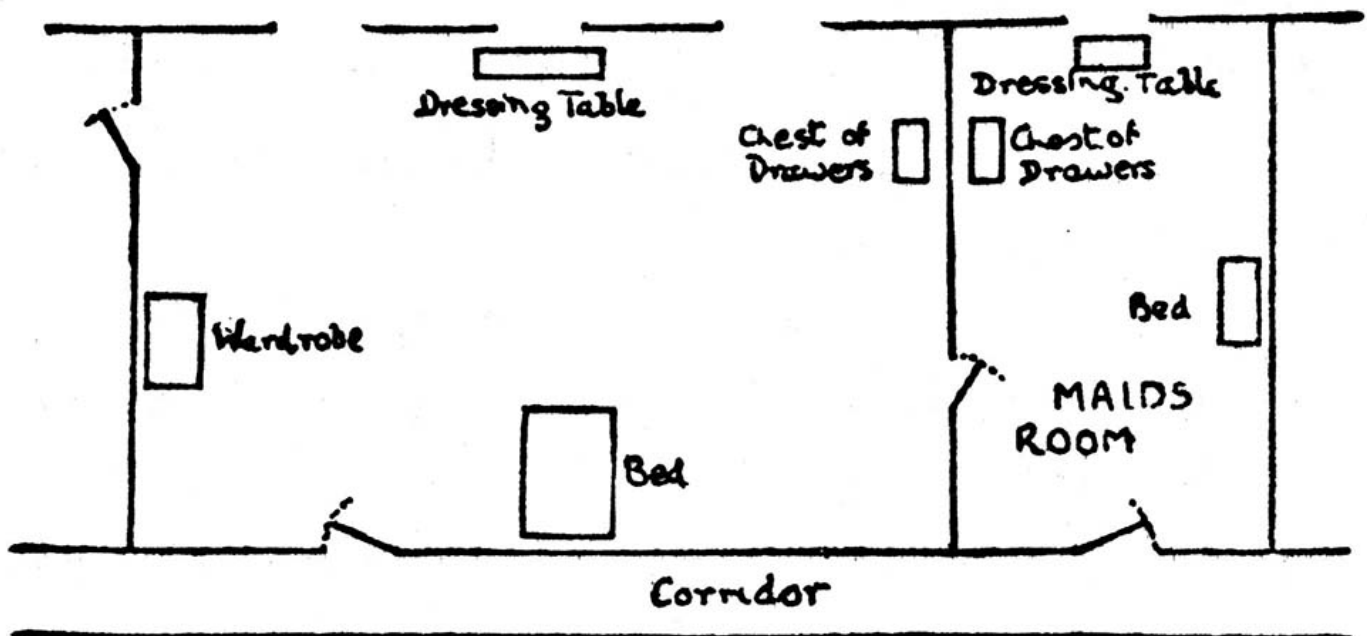 Dressing Table
Dressing. Table
Chest of
Drawers
Chest of
Drawers
Wardrobe
Bed
Bed
MAIDS
ROOM
Corridor